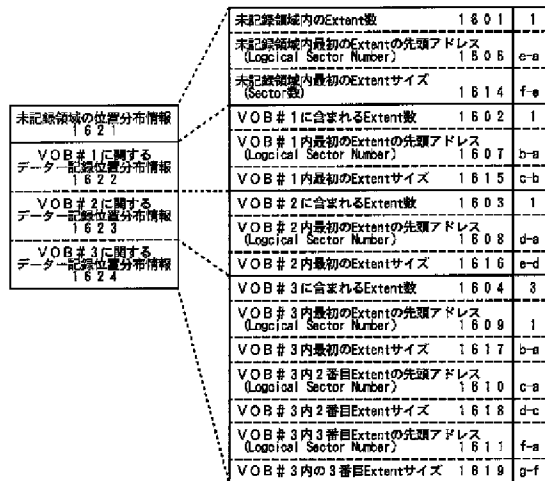 未記録領域の位置分布情報
1621
VOB#1に関する
データー記録位置分布情報
1622
VOB#2に関する
データー記録位置分布情報
1623
VOB#3に関する
データー記録位置分布情報
1624
未記録領域内のExtent数 1601 1
未記録領域内最初のExtentの先頭アドレス
(Logcical Sector Number) 1606 e-a
未記録領域内最初のExtentサイズ
(Sector数) 1614 f-e
VOB#1に含まれるExtent数 1602 1
VOB#1内最初のExtentの先頭アドレス
(Logcical Sector Number) 1607 b-a
VOB#1内最初のExtentサイズ 1615 c-b
VOB#2に含まれるExtent数 1603 1
VOB#2内最初のExtentの先頭アドレス
(Logcical Sector Number) 1608 d-a
VOB#2内最初のExtentサイズ 1616 e-d
VOB#3に含まれるExtent数 1604 3
VOB#3内最初のExtentの先頭アドレス
(Logcical Sector Number) 1609 1
VOB#3内最初のExtentサイズ 1617 b-a
VOB#3内2番目Extentの先頭アドレス
(Logcical Sector Number) 1610 c-a
VOB#3内2番目Extentサイズ 1618 d-c
VOB#3内3番目Extentの先頭アドレス
(Logcical Sector Number) 1611 f-a
VOB#3内の3番目Extentサイズ 1619 g-f